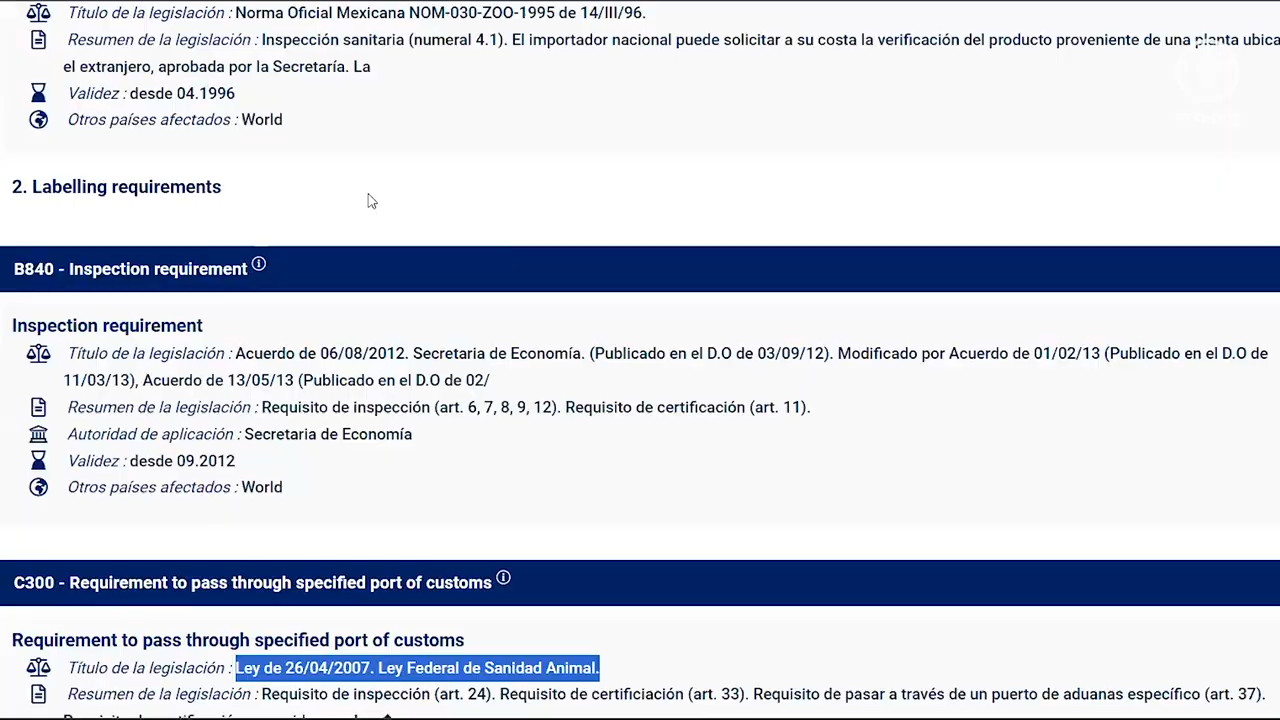 Título de la legislación : Norma Oficial Mexicana NOM-030-ZOO-1995 de 14/III/96.
Resumen de la legislación : Inspección sanitaria (numeral 4.1). El importador nacional puede solicitar a su costa la verificación del producto proveniente de una planta ubica
el extranjero, aprobada por la Secretaría. La
Validez : desde 04.1996
Otros países afectados : World
2. Labelling requirements
B840 - Inspection requirement
Inspection requirement
Título de la legislación : Acuerdo de 06/08/2012. Secretaria de Economía. (Publicado en el D.O de 03/09/12). Modificado por Acuerdo de 01/02/13 (Publicado en el D.O de
11/03/13), Acuerdo de 13/05/13 (Publicado en el D.O de 02/
Resumen de la legislación : Requisito de inspección (art. 6, 7, 8, 9, 12). Requisito de certificación (art. 11).
Autoridad de aplicación : Secretaria de Economía
Validez : desde 09.2012
Otros países afectados : World
C300 - Requirement to pass through specified port of customs
Requirement to pass through specified port of customs
Título de la legislación : Ley de 26/04/2007. Ley Federal de Sanidad Animal.
Resumen de la legislación : Requisito de inspección (art. 24). Requisito de certificiación (art. 33). Requisito de pasar a través de un puerto de aduanas específico (art. 37).